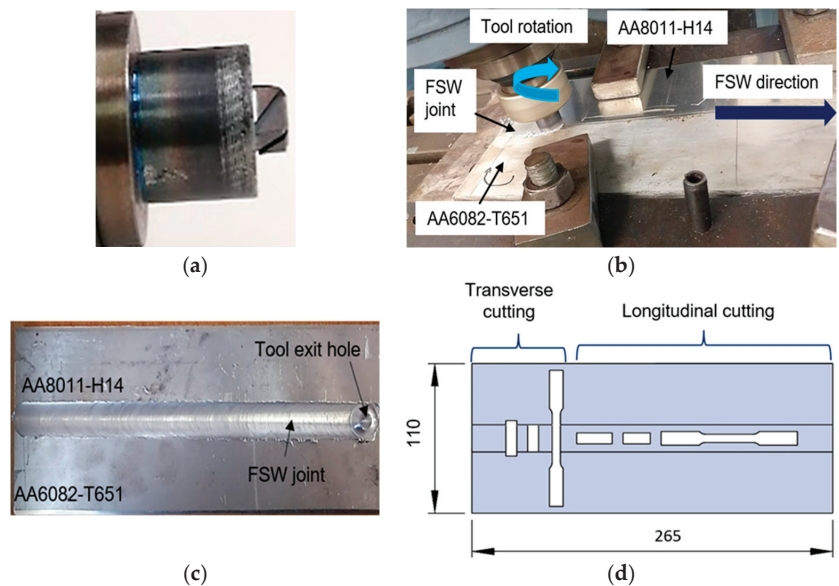 Tool rotation
AA8011-H14
FSW
joint
FSW direction
AA6082-T651
(a)
(b)
AA8011-H14
Tool exit hole
FSW joint
AA6082-T651
(c)
Transverse
cutting
Longitudinal cutting
110
265
(d)